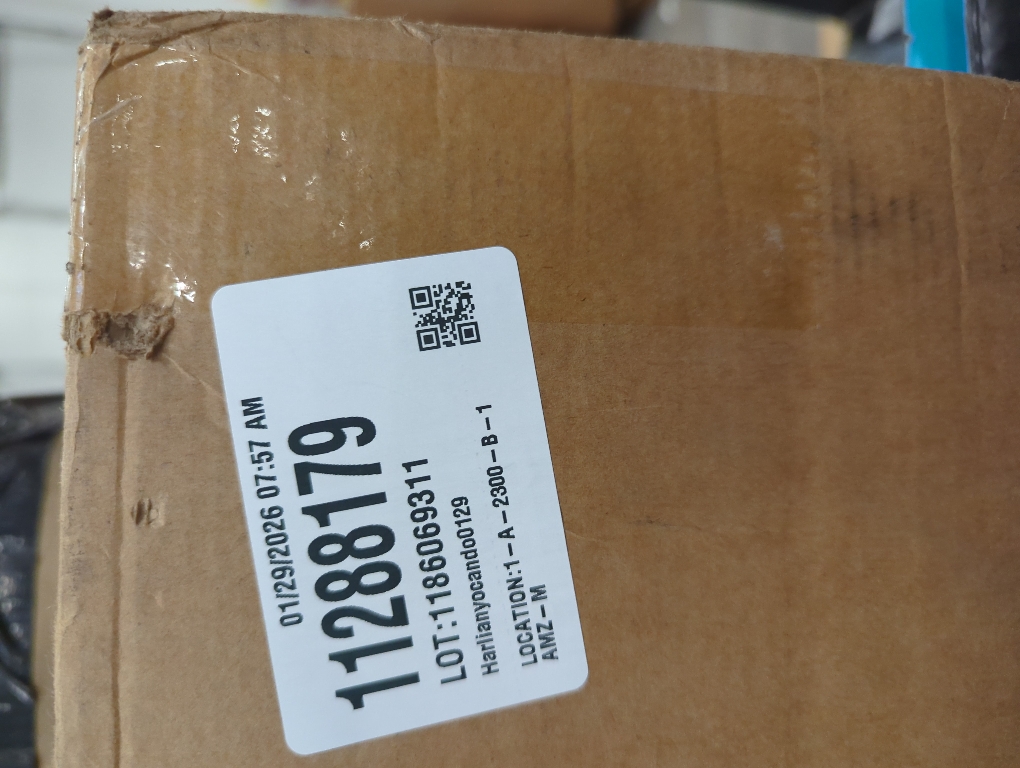 01/29/2026 07:57 AM
11288179
LOT:1186069311
Harlianyocando0129
LOCATION:1-A-2300-B-1
AMZ-M